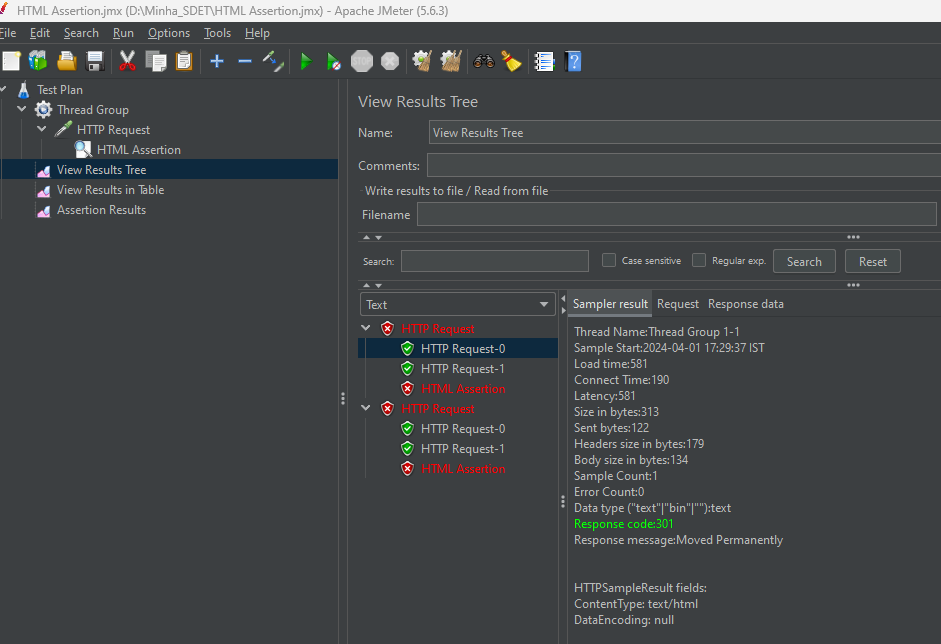 HTML Assertion.jmx (D:\Minha_SDET\HTML Assertion.jmx) - Apache JMeter (5.6.3)
File Edit Search Run Options Tools Help
STOP
Test Plan
Thread Group
HTTP Request
HTML Assertion
View Results Tree
View Results in Table
Assertion Results
View Results Tree
Name: View Results Tree
Comments:
Write results to file / Read from file
Filename
Search: Case sensitive Regular exp. Search Reset
Text
HTTP Request
HTTP Request-0
HTTP Request-1
HTML Assertion
HTTP Request
HTTP Request-0
HTTP Request-1
HTML Assertion
Sampler result Request Response data
Thread Name:Thread Group 1-1
Sample Start:2024-04-01 17:29:37 IST
Load time:581
Connect Time:190
Latency:581
Size in bytes:313
Sent bytes:122
Headers size in bytes:179
Body size in bytes:134
Sample Count:1
Error Count:0
Data type ("text"|"bin"|""):text
Response code:301
Response message:Moved Permanently
HTTPSampleResult fields:
ContentType: text/html
DataEncoding: null